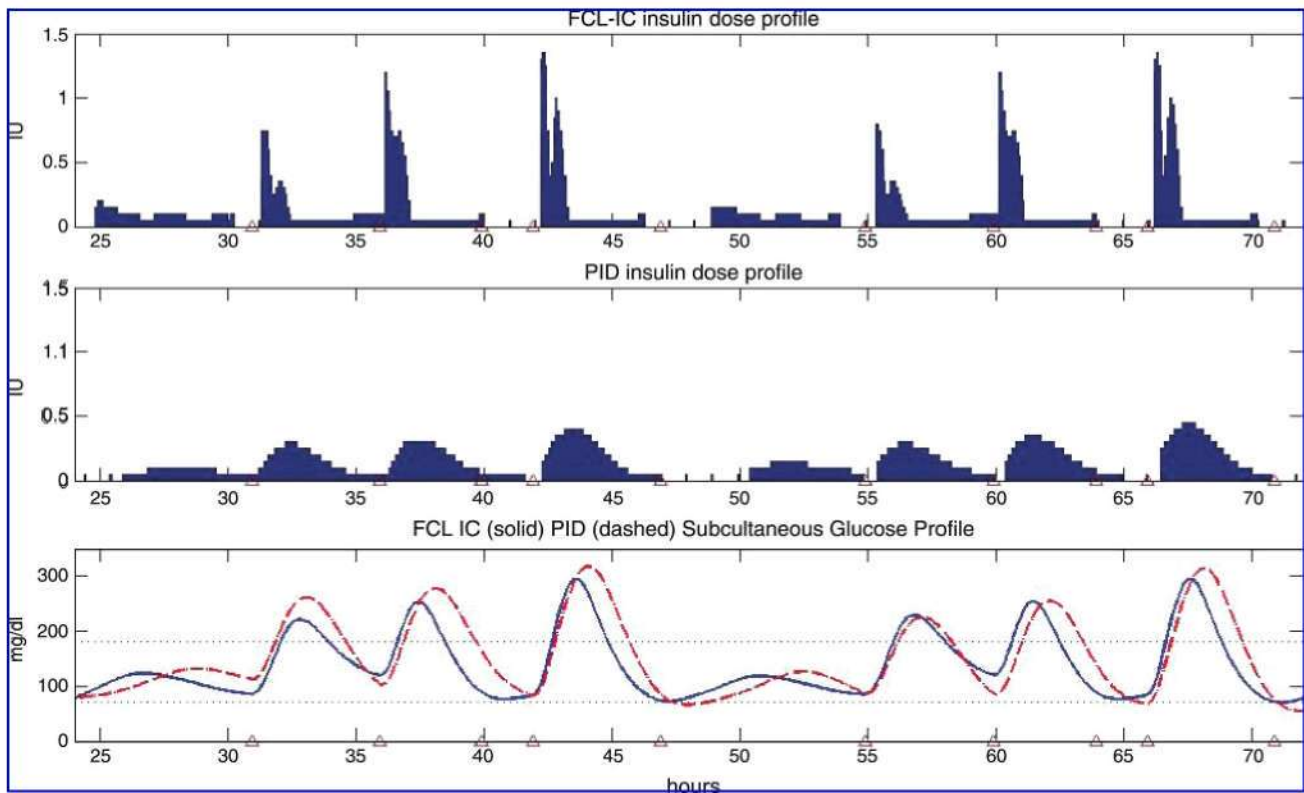 FCL-IC insulin dose profile
1.5
1
0.5
0
IU
25 30 35 40 45 50 55 60 65 70
PID insulin dose profile
1.5
1.1
0.5
0
IU
25 30 35 40 45 50 55 60 65 70
FCL IC (solid) PID (dashed) Subcultaneous Glucose Profile
300
200
100
0
mg/dl
25 30 35 40 45 50 55 60 65 70
hours